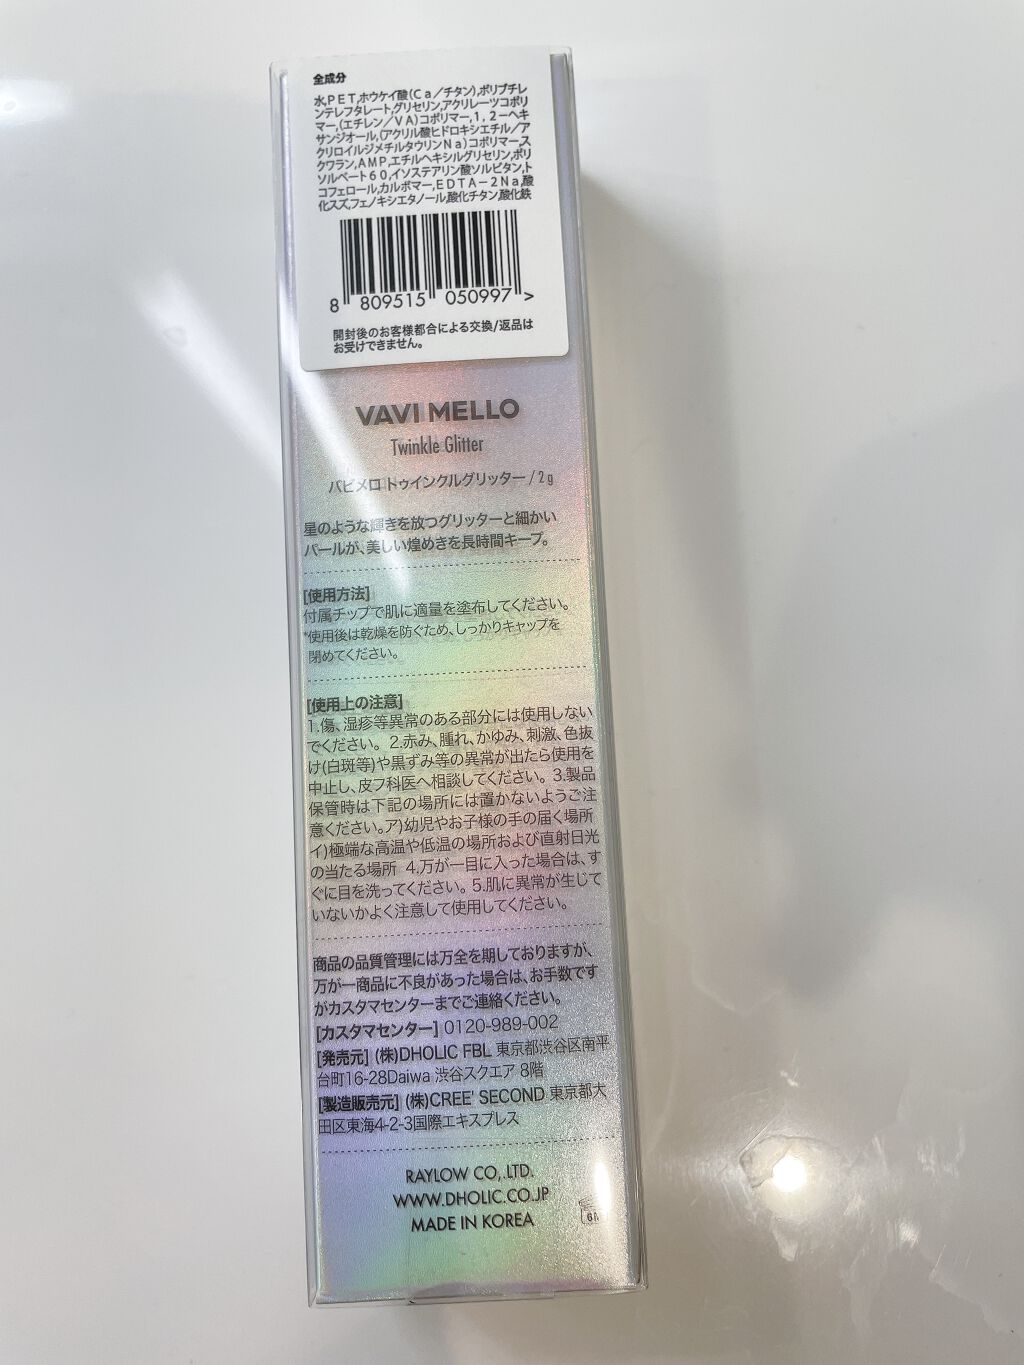 全成分
水,PET,ホウケイ酸(Ca/チタン),ポリブチレ
ンテレフタレート,グリセリン,アクリレーツコポリ
マー,(エチレン/VA)コポリマー,1,2-ヘキ
サンジオール,(アクリル酸ヒドロキシエチル/ア
クリロイルジメチルタウリンNa)コポリマー,ス
クワラン,AMP,エチルヘキシルグリセリン,ポリ
ソルベート60,イソステアリン酸ソルビタン,ト
コフェロール,カルボマー,EDTA-2Na,酸
化スズ,フェノキシエタノール,酸化チタン,酸化鉄
8 809515 050997 >
開封後のお客様都合による交換/返品は
お受けできません。
VAVI MELLO
Twinkle Glitter
バビメロ トゥインクルグリッター / 2g
星のような輝きを放つグリッターと細かい
パールが、美しい煌めきを長時間キープ。
[使用方法]
付属チップで肌に適量を塗布してください。
*使用後は乾燥を防ぐため、しっかりキャップを
閉めてください。
[使用上の注意]
1.傷、湿疹等異常のある部分には使用しない
でください。 2.赤み、腫れ、かゆみ、刺激、色抜
け(白斑等)や黒ずみ等の異常が出たら使用を
中止し、皮フ科医へ相談してください。 3.製品
保管時は下記の場所には置かないようご注
意ください。ア)幼児やお子様の手の届く場所
イ)極端な高温や低温の場所および直射日光
の当たる場所 4.万が一目に入った場合は、す
ぐに目を洗ってください。 5.肌に異常が生じて
いないかよく注意して使用してください。
商品の品質管理には万全を期しておりますが、
万が一商品に不良があった場合は、お手数です
がカスタマセンターまでご連絡ください。
[カスタマセンター] 0120-989-002
[発売元] (株)DHOLIC FBL 東京都渋谷区南平
台町16-28Daiwa 渋谷スクエア 8階
[製造販売元] (株)CREE' SECOND 東京都大
田区東海4-2-3国際エキスプレス
RAYLOW CO,.LTD.
WWW.DHOLIC.CO.JP
MADE IN KOREA
6M